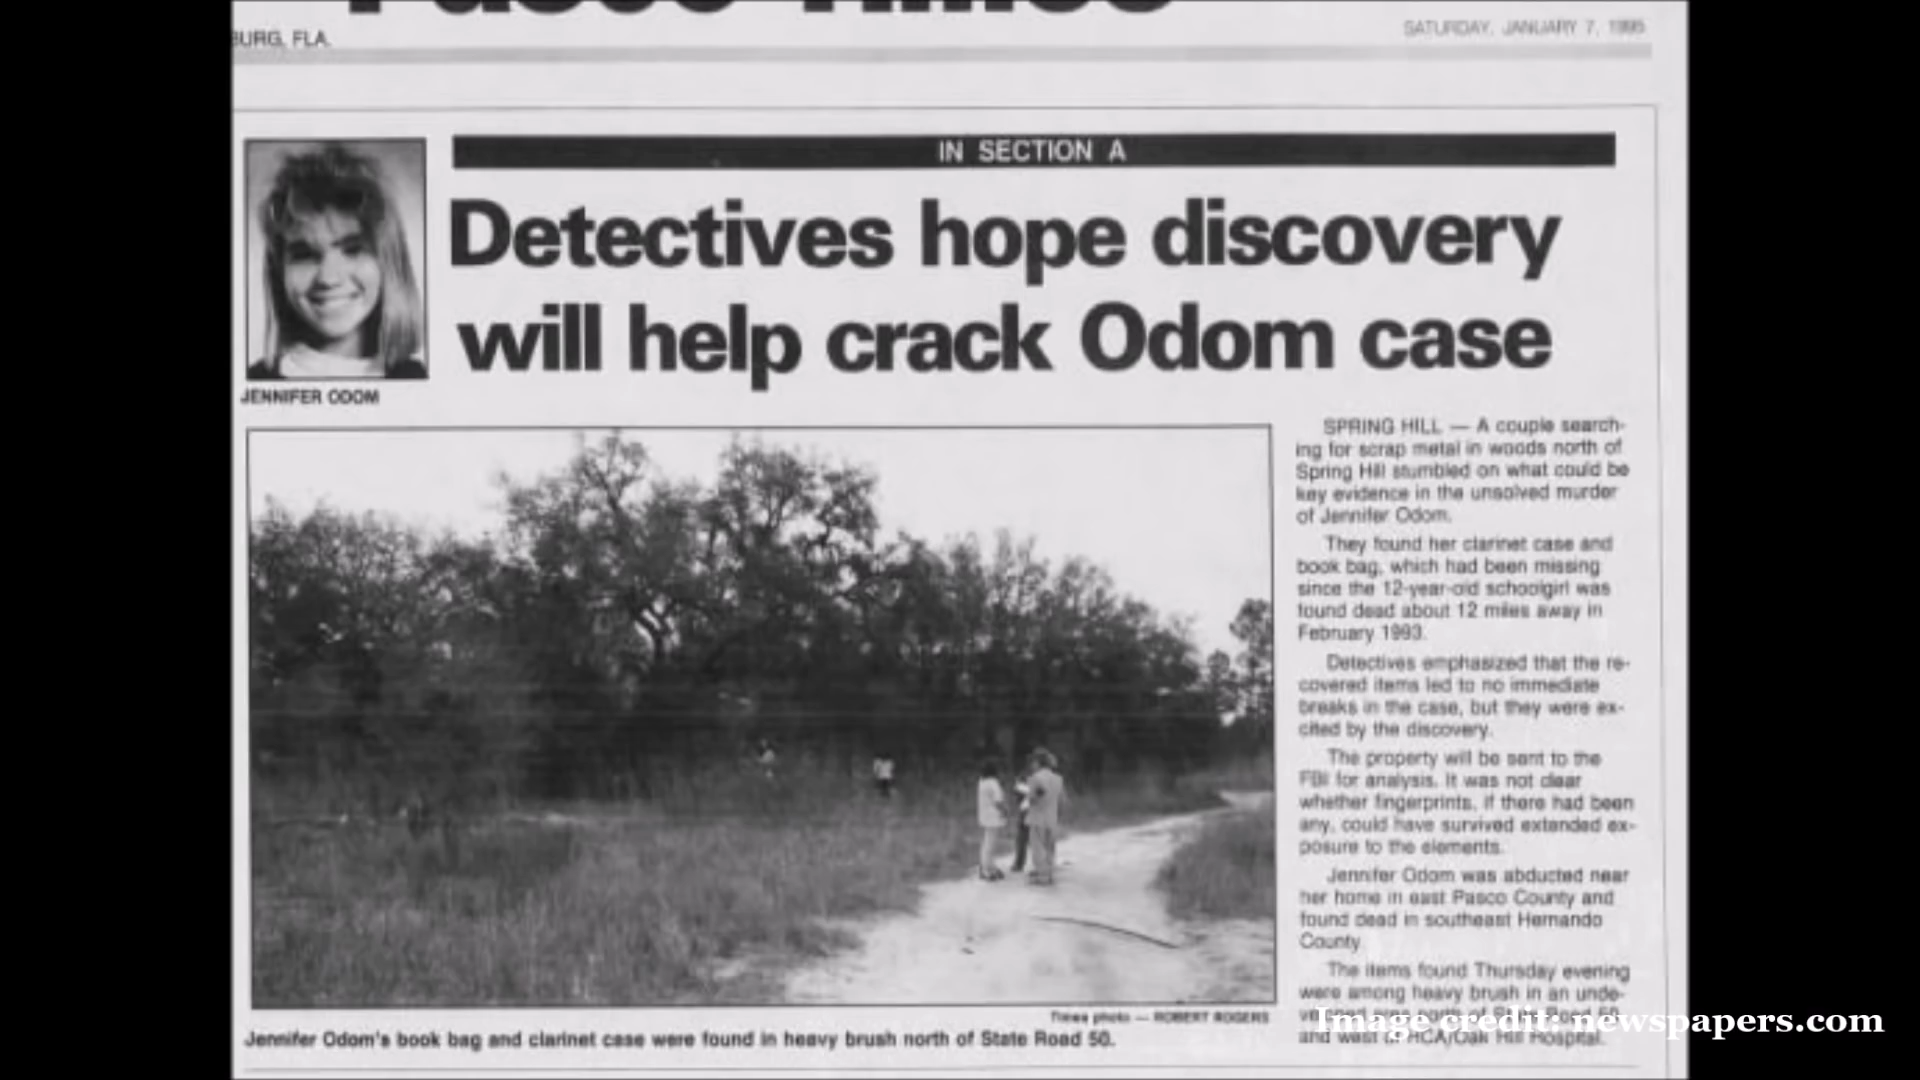 Pasco Times
BURG, FLA.
SATURDAY, JANUARY 7, 1995
IN SECTION A
Detectives hope discovery
will help crack Odom case
JENNIFER ODOM
SPRING HILL — A couple search-
ing for scrap metal in woods north of
Spring Hill stumbled on what could be
key evidence in the unsolved murder
of Jennifer Odom.
They found her clarinet case and
book bag, which had been missing
since the 12-year-old schoolgirl was
found dead about 12 miles away in
February 1993.
Detectives emphasized that the re-
covered items led to no immediate
breaks in the case, but they were ex-
cited by the discovery.
The property will be sent to the
FBI for analysis. It was not clear
whether fingerprints, if there had been
any, could have survived extended ex-
posure to the elements.
Jennifer Odom was abducted near
her home in east Pasco County and
found dead in southeast Hernando
County.
The items found Thursday evening
were among heavy brush in an unde-
and west of HCA/Oak Hill Hospital.
Times photo — ROBERT ROGERS
Jennifer Odom's book bag and clarinet case were found in heavy brush north of State Road 50.
Image credit: newspapers.com